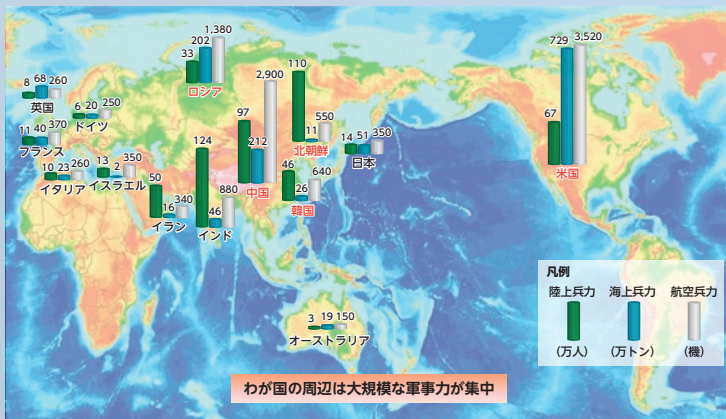 8 68 260
英国
6 20 250
ドイツ
11 40 370
フランス
10 23 260
イタリア
13 2 350
イスラエル
33 202 1,380
ロシア
50 16 340
イラン
124 46 880
インド
97 212 2,900
中国
110 11 550
北朝鮮
46 26 640
韓国
14 51 350
日本
67 729 3,520
米国
3 19 150
オーストラリア
凡例
陸上兵力 海上兵力 航空兵力
(万人) (万トン) (機)
わが国の周辺は大規模な軍事力が集中